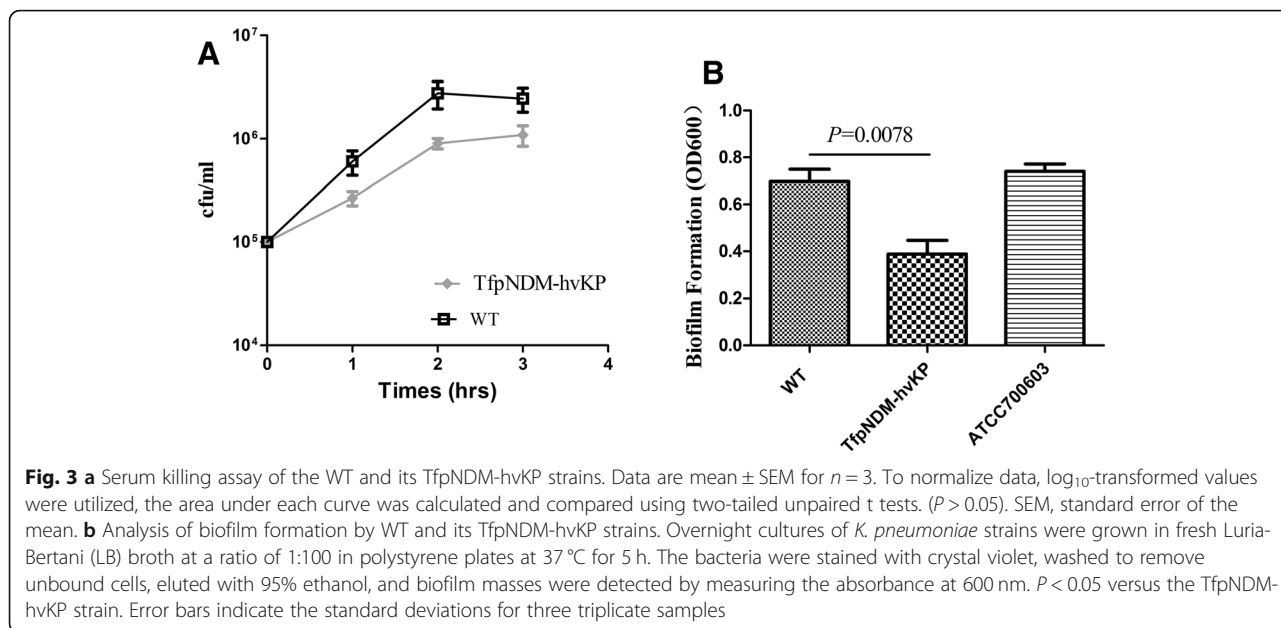 A
10⁷
10⁶
10⁵
10⁴
cfu/ml
0 1 2 3 4
Times (hrs)
TfpNDM-hvKP
WT
B
1.0
0.8
0.6
0.4
0.2
0.0
Biofilm Formation (OD600)
P=0.0078
WT
TfpNDM-hvKP
ATCC700603
Fig. 3 a Serum killing assay of the WT and its TfpNDM-hvKP strains. Data are mean ± SEM for n = 3. To normalize data, log₁₀-transformed values
were utilized, the area under each curve was calculated and compared using two-tailed unpaired t tests. (P > 0.05). SEM, standard error of the
mean. b Analysis of biofilm formation by WT and its TfpNDM-hvKP strains. Overnight cultures of K. pneumoniae strains were grown in fresh Luria-
Bertani (LB) broth at a ratio of 1:100 in polystyrene plates at 37 °C for 5 h. The bacteria were stained with crystal violet, washed to remove
unbound cells, eluted with 95% ethanol, and biofilm masses were detected by measuring the absorbance at 600 nm. P < 0.05 versus the TfpNDM-
hvKP strain. Error bars indicate the standard deviations for three triplicate samples